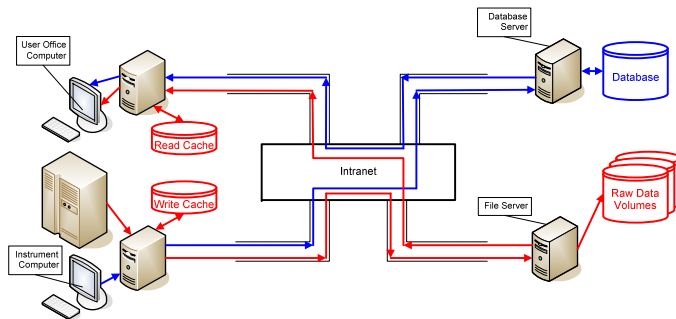 User Office
Computer
Database
Server
Database
Read Cache
Intranet
Write Cache
Raw Data
Volumes
File Server
Instrument
Computer